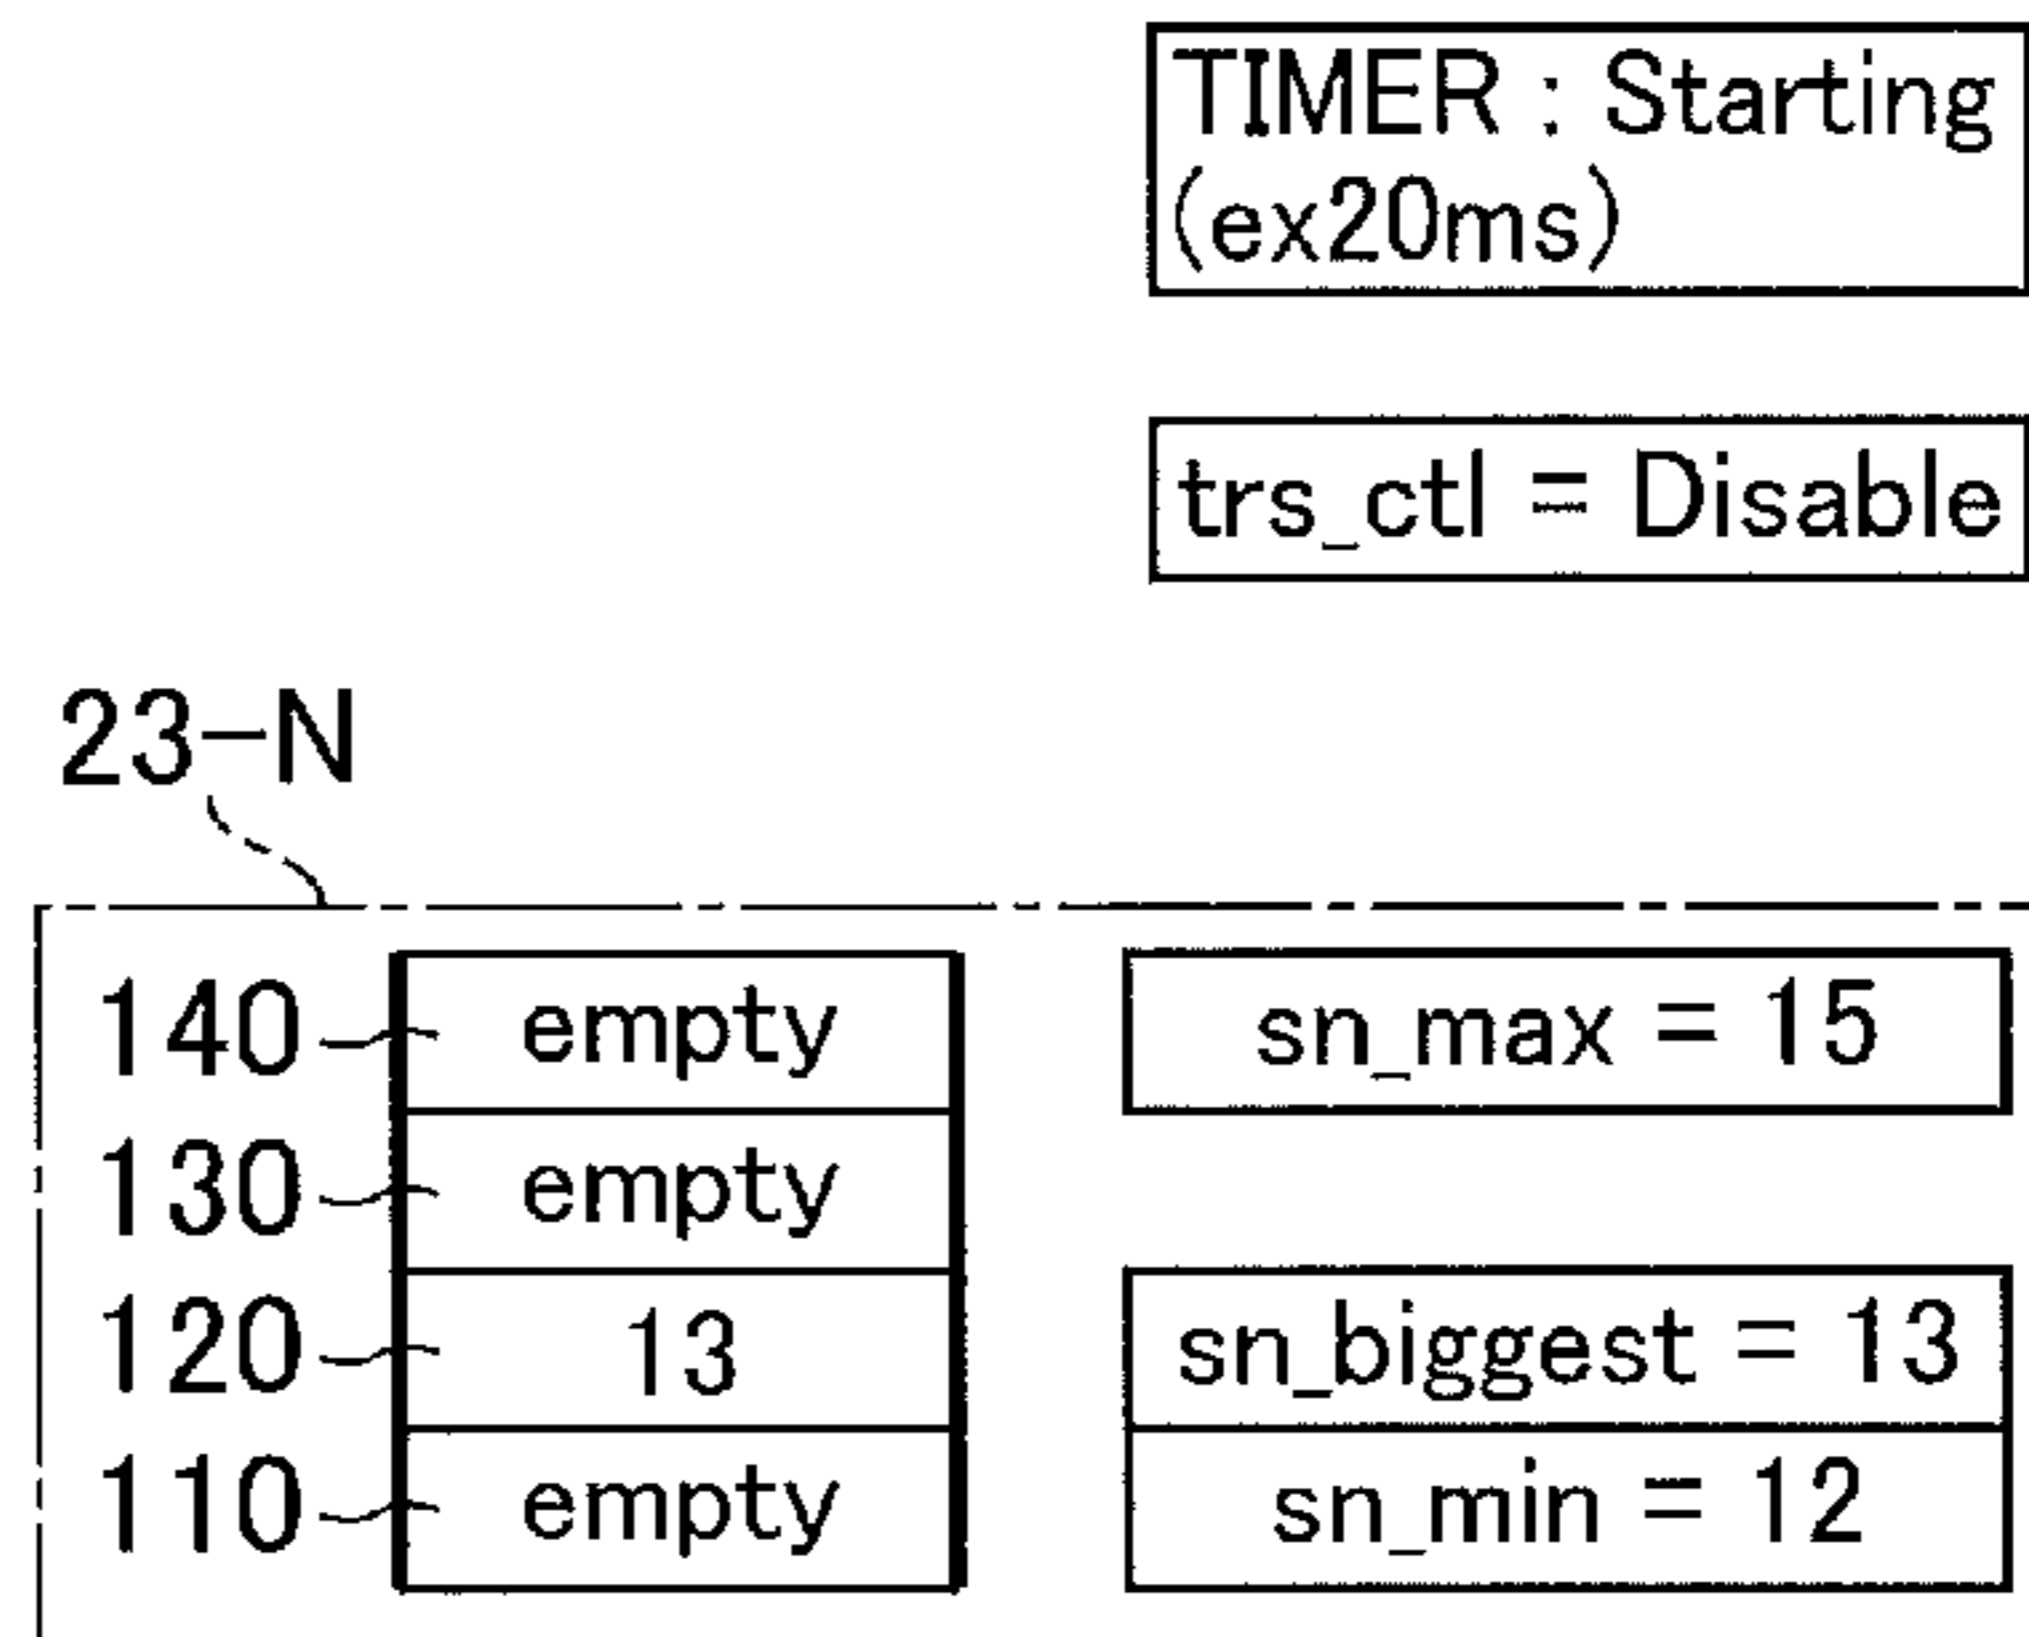 TIMER : Starting
(ex20ms)
trs_ctl = Disable
23-N
140 empty sn_max = 15
130 empty
120 13 sn_biggest = 13
110 empty sn_min = 12